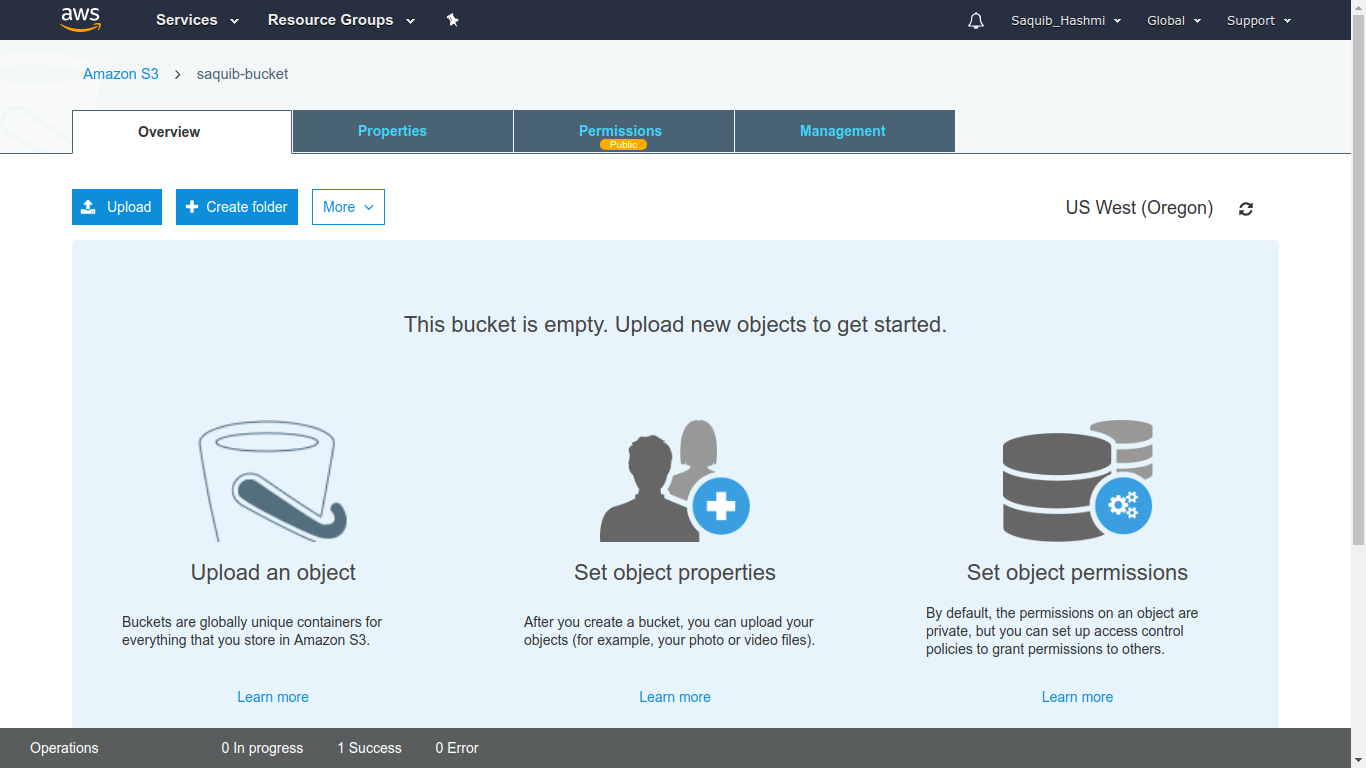 aws Services Resource Groups Saquib_Hashmi Global Support
Amazon S3 > saquib-bucket
Overview Properties Permissions Management
Public
Upload Create folder More US West (Oregon)
This bucket is empty. Upload new objects to get started.
Upload an object Set object properties Set object permissions
Buckets are globally unique containers for
everything that you store in Amazon S3.
After you create a bucket, you can upload your
objects (for example, your photo or video files).
By default, the permissions on an object are
private, but you can set up access control
policies to grant permissions to others.
Learn more Learn more Learn more
Operations 0 In progress 1 Success 0 Error